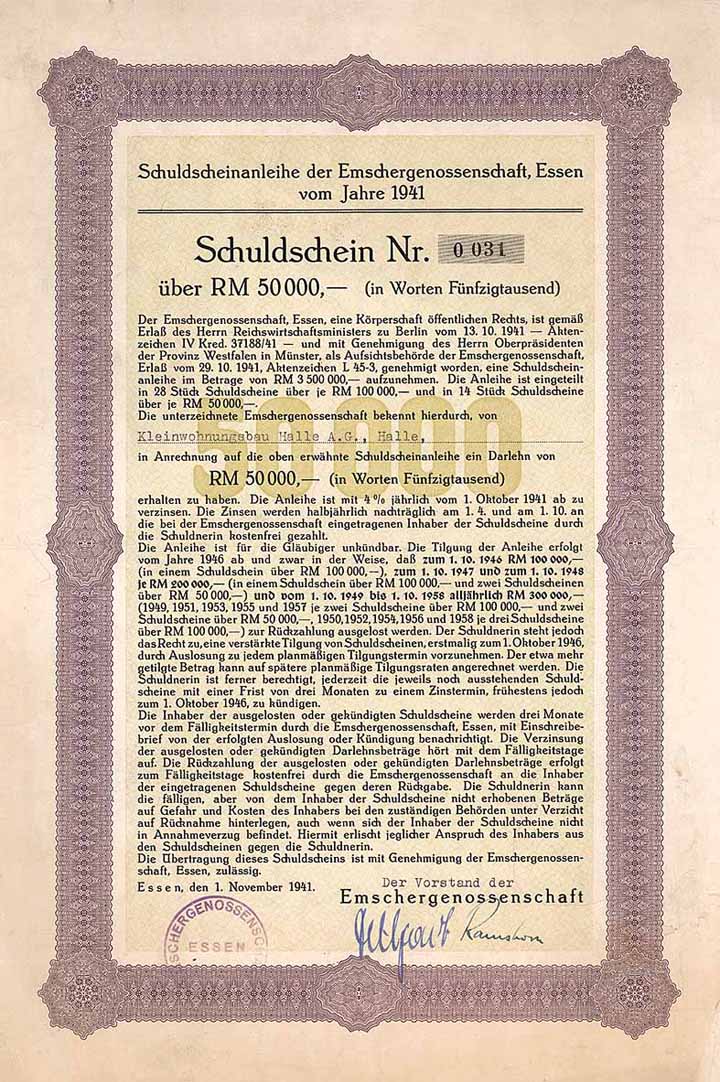 Schuldscheinanleihe der Emschergenossenschaft, Essen
vom Jahre 1941
Schuldschein Nr. 0 031
über RM 50 000,— (in Worten Fünfzigtausend)
Der Emschergenossenschaft, Essen, eine Körperschaft öffentlichen Rechts, ist gemäß
Erlaß des Herrn Reichswirtschaftsministers zu Berlin vom 13. 10. 1941 — Akten-
zeichen IV Kred. 37188/41 — und mit Genehmigung des Herrn Oberpräsidenten
der Provinz Westfalen in Münster, als Aufsichtsbehörde der Emschergenossenschaft,
Erlaß vom 29. 10. 1941, Aktenzeichen L 45-3, genehmigt worden, eine Schuldschein-
anleihe im Betrage von RM 3 500 000,— aufzunehmen. Die Anleihe ist eingeteilt
in 28 Stück Schuldscheine über je RM 100 000,— und in 14 Stück Schuldscheine
über je RM 50 000,—.
Die unterzeichnete Emschergenossenschaft bekennt hierdurch, von
Kleinwohnungsbau Halle A.G., Halle,
in Anrechnung auf die oben erwähnte Schuldscheinanleihe ein Darlehn von
50 000
RM 50 000,— (in Worten Fünfzigtausend)
erhalten zu haben. Die Anleihe ist mit 4% jährlich vom 1. Oktober 1941 ab zu
verzinsen. Die Zinsen werden halbjährlich nachträglich am 1. 4. und am 1. 10. an
die bei der Emschergenossenschaft eingetragenen Inhaber der Schuldscheine durch
die Schuldnerin kostenfrei gezahlt.
Die Anleihe ist für die Gläubiger unkündbar. Die Tilgung der Anleihe erfolgt
vom Jahre 1946 ab und zwar in der Weise, daß zum 1. 10. 1946 RM 100 000,—
(in einem Schuldschein über RM 100 000,—), zum 1. 10. 1947 und zum 1. 10. 1948
je RM 200 000,— (in einem Schuldschein über RM 100 000.— und zwei Schuldscheinen
über RM 50 000,—) und vom 1. 10. 1949 bis 1. 10. 1958 alljährlich RM 300 000,—
(1949, 1951, 1953, 1955 und 1957 je zwei Schuldscheine über RM 100 000,— und zwei
Schuldscheine über RM 50 000,—, 1950, 1952, 1954, 1956 und 1958 je drei Schuldscheine
über RM 100 000,—) zur Rückzahlung ausgelost werden. Der Schuldnerin steht jedoch
das Recht zu, eine verstärkte Tilgung von Schuldscheinen, erstmalig zum 1. Oktober 1946,
durch Auslosung zu jedem planmäßigen Tilgungstermin vorzunehmen. Der etwa mehr
getilgte Betrag kann auf spätere planmäßige Tilgungsraten angerechnet werden. Die
Schuldnerin ist ferner berechtigt, jederzeit die jeweils noch ausstehenden Schuld-
scheine mit einer Frist von drei Monaten zu einem Zinstermin, frühestens jedoch
zum 1. Oktober 1946, zu kündigen.
Die Inhaber der ausgelosten oder gekündigten Schuldscheine werden drei Monate
vor dem Fälligkeitstermin durch die Emschergenossenschaft, Essen, mit Einschreibe-
brief von der erfolgten Auslosung oder Kündigung benachrichtigt. Die Verzinsung
der ausgelosten oder gekündigten Darlehnsbeträge hört mit dem Fälligkeitstage
auf. Die Rückzahlung der ausgelosten oder gekündigten Darlehnsbeträge erfolgt
zum Fälligkeitstage kostenfrei durch die Emschergenossenschaft an die Inhaber
der eingetragenen Schuldscheine gegen deren Rückgabe. Die Schuldnerin kann
die fälligen, aber von dem Inhaber der Schuldscheine nicht erhobenen Beträge
auf Gefahr und Kosten des Inhabers bei den zuständigen Behörden unter Verzicht
auf Rücknahme hinterlegen, auch wenn sich der Inhaber der Schuldscheine nicht
in Annahmeverzug befindet. Hiermit erlischt jeglicher Anspruch des Inhabers aus
den Schuldscheinen gegen die Schuldnerin.
Die Übertragung dieses Schuldscheins ist mit Genehmigung der Emschergenossen-
schaft, Essen, zulässig.
Essen, den 1. November 1941.
Der Vorstand der
Emschergenossenschaft
SCHERGENOSSENSCH
ESSEN
Ramshorn